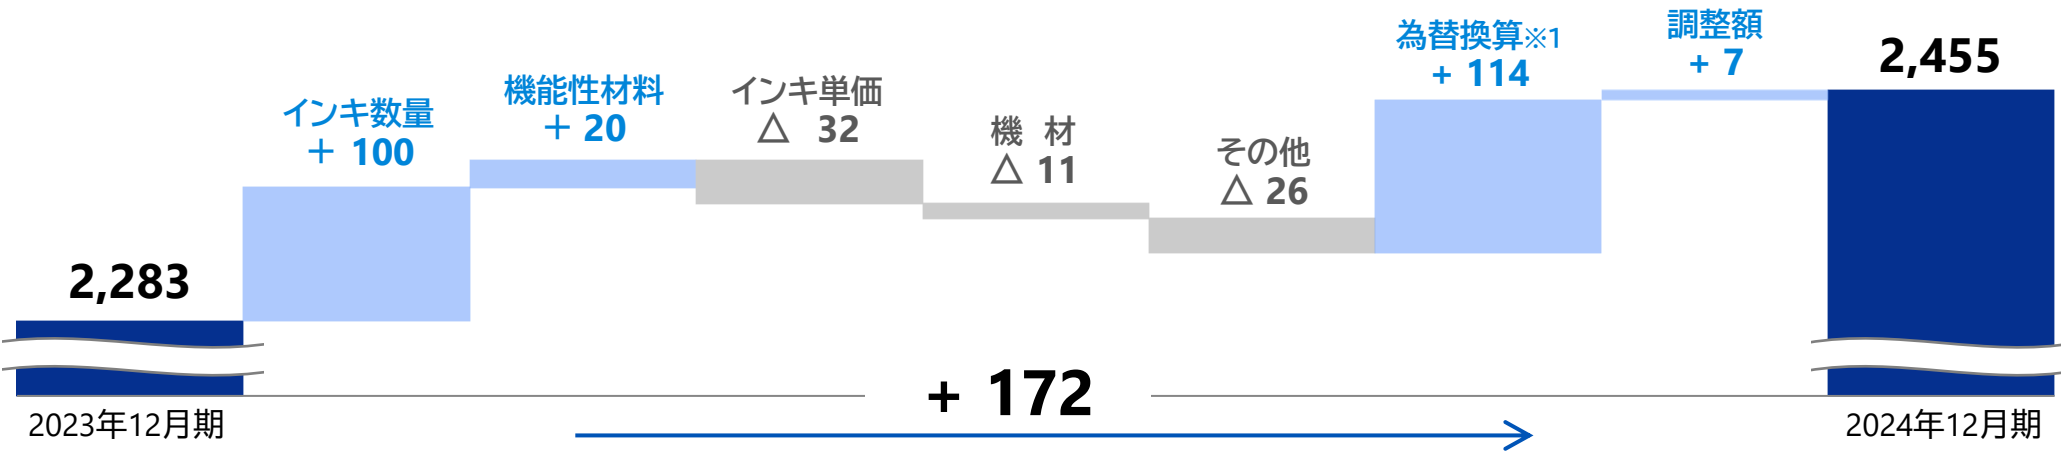 2,283
インキ数量
＋ 100
機能性材料
＋ 20
インキ単価
△ 32
機 材
△ 11
その他
△ 26
為替換算※1
+ 114
調整額
+ 7
2,455
+ 172
2023年12月期
2024年12月期